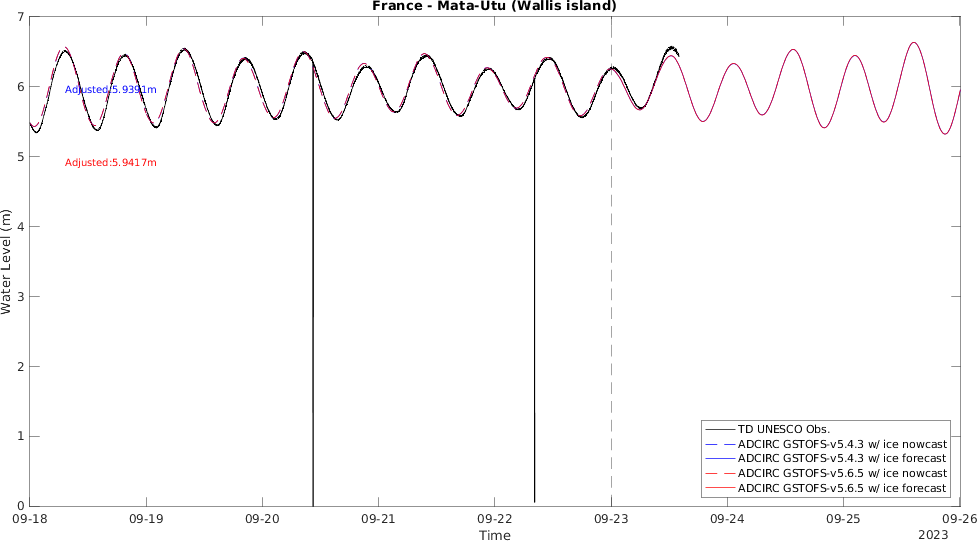 France - Mata-Utu (Wallis island)
7
6
5
4
3
2
1
0
Water Level (m)
Adjusted:5.9391m
Adjusted:5.9417m
TD UNESCO Obs.
ADCIRC GSTOFS-v5.4.3 w/ ice nowcast
ADCIRC GSTOFS-v5.4.3 w/ ice forecast
ADCIRC GSTOFS-v5.6.5 w/ ice nowcast
ADCIRC GSTOFS-v5.6.5 w/ ice forecast
09-18 09-19 09-20 09-21 09-22 09-23 09-24 09-25 09-26
Time
2023